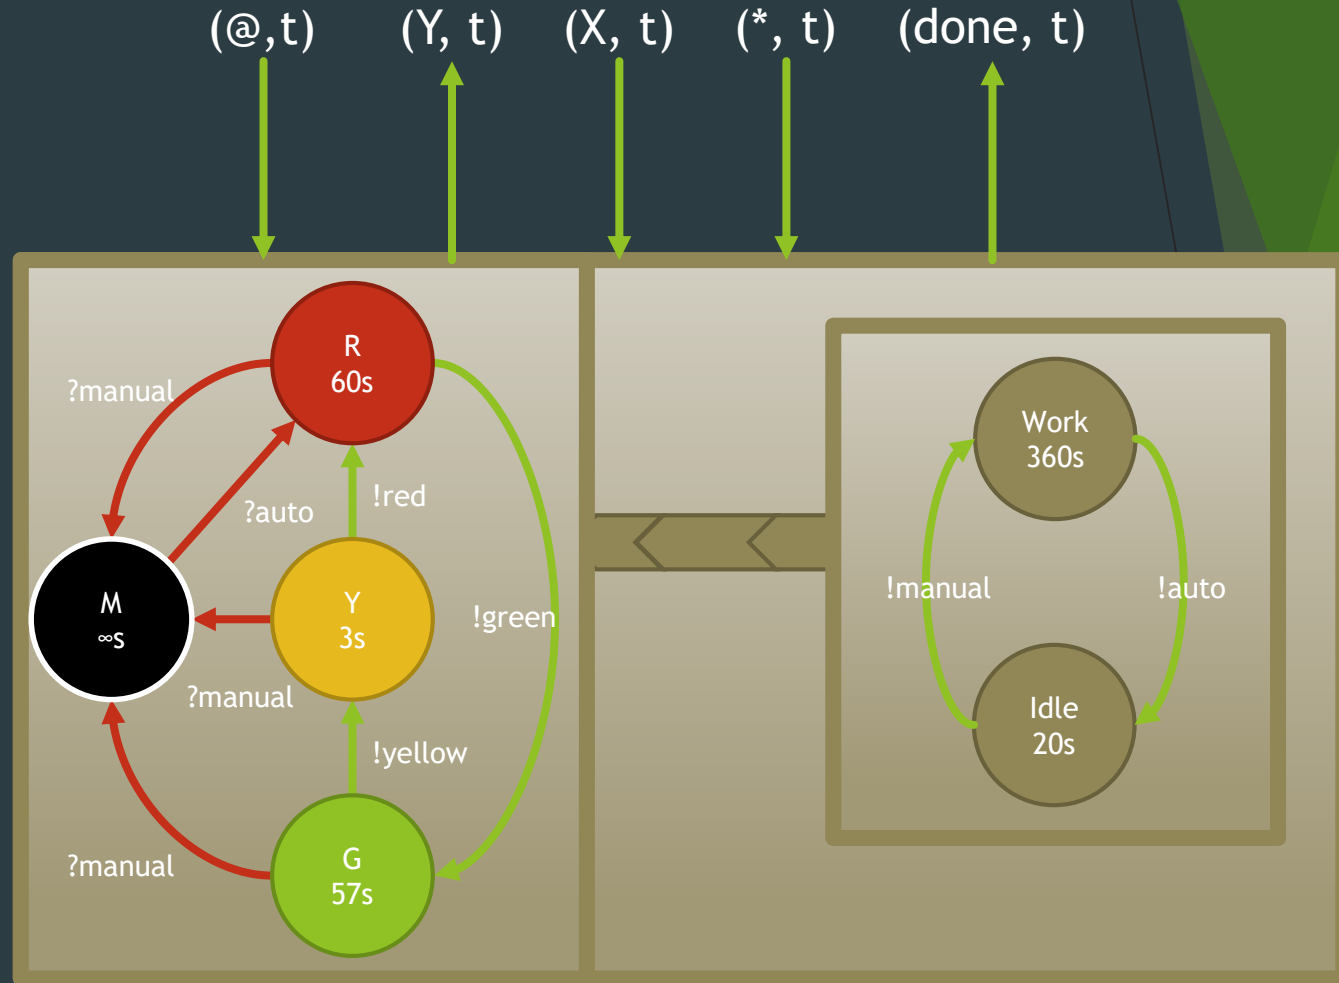 (@,t)
(Y, t)
(X, t)
(*, t)
(done, t)
R
60s
?manual
?auto
!red
M
∞s
Y
3s
!green
?manual
!yellow
?manual
G
57s
Work
360s
!manual
!auto
Idle
20s